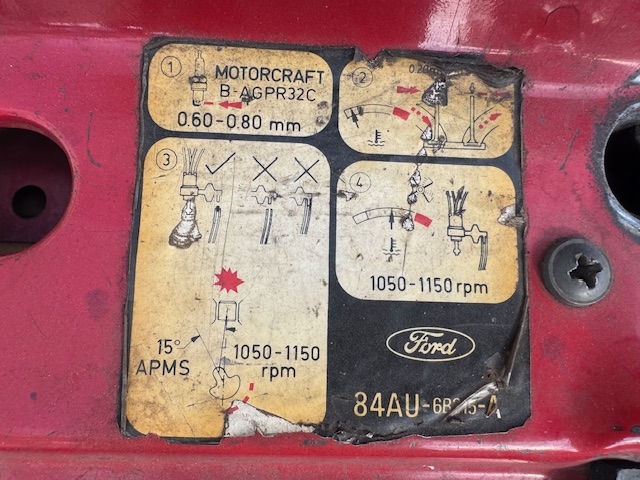 1
MOTORCRAFT
B-AGPR32C
0.60-0.80 mm
2
3
15° APMS
1050-1150 rpm
4
1050-1150 rpm
Ford
84AU